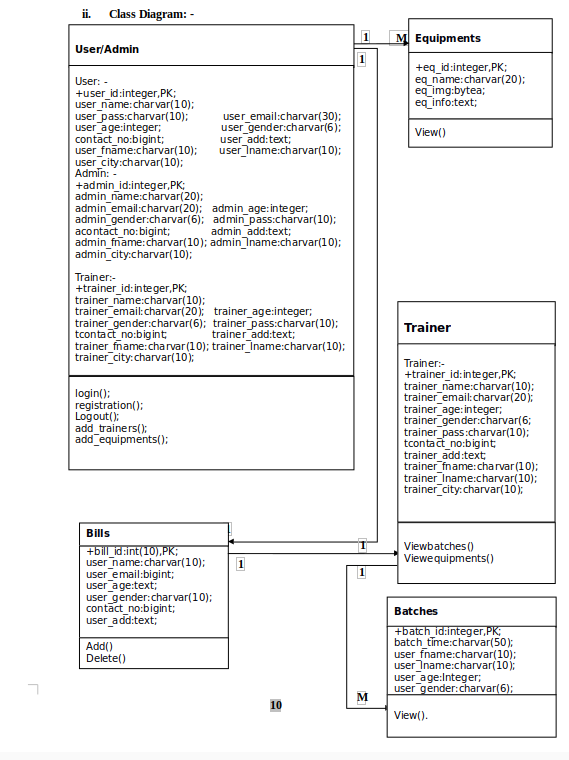 ii. Class Diagram: -
User/Admin
User: -
+user_id:integer,PK;
user_name:charvar(10);
user_pass:charvar(10); user_email:charvar(30);
user_age:integer; user_gender:charvar(6);
contact_no:bigint; user_add:text;
user_fname:charvar(10); user_lname:charvar(10);
user_city:charvar(10);
Admin: -
+admin_id:integer,PK;
admin_name:charvar(20);
admin_email:charvar(20); admin_age:integer;
admin_gender:charvar(6); admin_pass:charvar(10);
acontact_no:bigint; admin_add:text;
admin_fname:charvar(10); admin_lname:charvar(10);
admin_city:charvar(10);
Trainer:-
+trainer_id:integer,PK;
trainer_name:charvar(10);
trainer_email:charvar(20); trainer_age:integer;
trainer_gender:charvar(6); trainer_pass:charvar(10);
tcontact_no:bigint; trainer_add:text;
trainer_fname:charvar(10); trainer_lname:charvar(10);
trainer_city:charvar(10);
login();
registration();
Logout();
add_trainers();
add_equipments();
1
M
1
Equipments
+eq_id:integer,PK;
eq_name:charvar(20);
eq_img:bytea;
eq_info:text;
View()
Trainer
Trainer:-
+trainer_id:integer,PK;
trainer_name:charvar(10);
trainer_email:charvar(20);
trainer_age:integer;
trainer_gender:charvar(6;
trainer_pass:charvar(10);
tcontact_no:bigint;
trainer_add:text;
trainer_fname:charvar(10);
trainer_lname:charvar(10);
trainer_city:charvar(10);
Viewbatches()
Viewequipments()
Bills
+bill_id:int(10),PK;
user_name:charvar(10);
user_email:bigint;
user_age:text;
user_gender:charvar(10);
contact_no:bigint;
user_add:text;
Add()
Delete()
1
1
1
M
Batches
+batch_id:integer,PK;
batch_time:charvar(50);
user_fname:charvar(10);
user_lname:charvar(10);
user_age:Integer;
user_gender:charvar(6);
View().
10